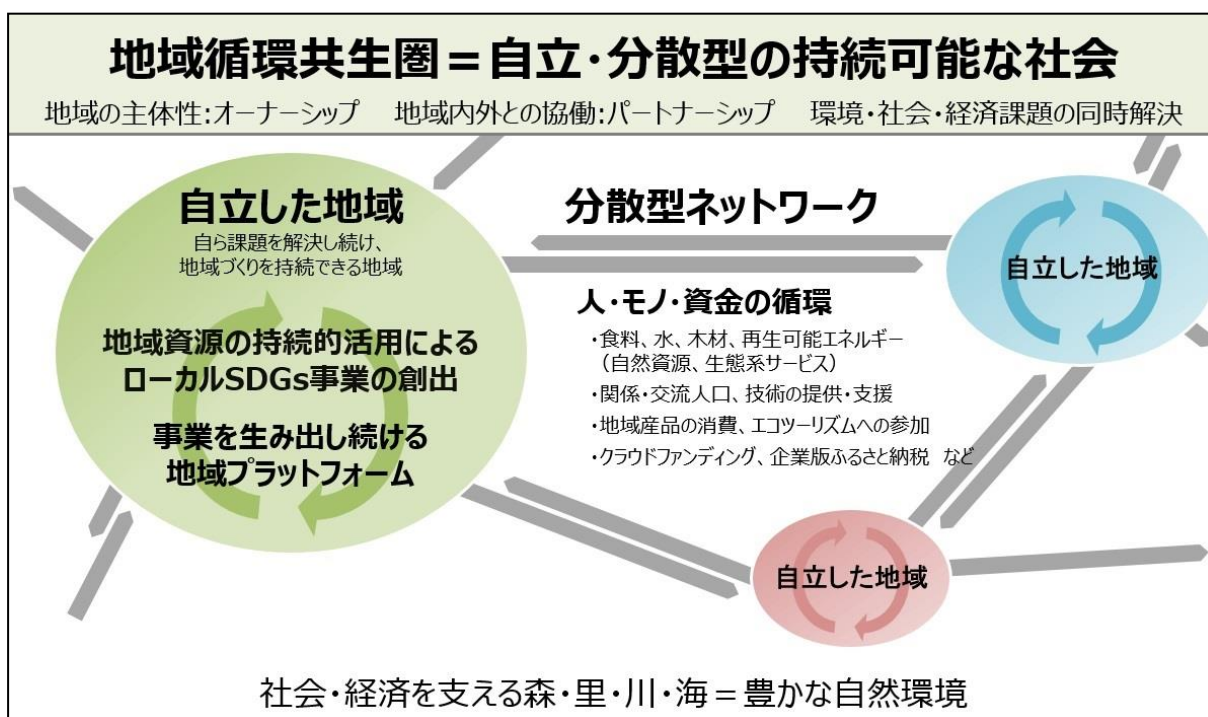 地域循環共生圏＝自立・分散型の持続可能な社会
地域の主体性:オーナーシップ　地域内外との協働:パートナーシップ　環境・社会・経済課題の同時解決
自立した地域
自ら課題を解決し続け、
地域づくりを持続できる地域
地域資源の持続的活用による
ローカルSDGs事業の創出
事業を生み出し続ける
地域プラットフォーム
分散型ネットワーク
人・モノ・資金の循環
・食料、水、木材、再生可能エネルギー
（自然資源、生態系サービス）
・関係・交流人口、技術の提供・支援
・地域産品の消費、エコツーリズムへの参加
・クラウドファンディング、企業版ふるさと納税　など
自立した地域
自立した地域
社会・経済を支える森・里・川・海＝豊かな自然環境